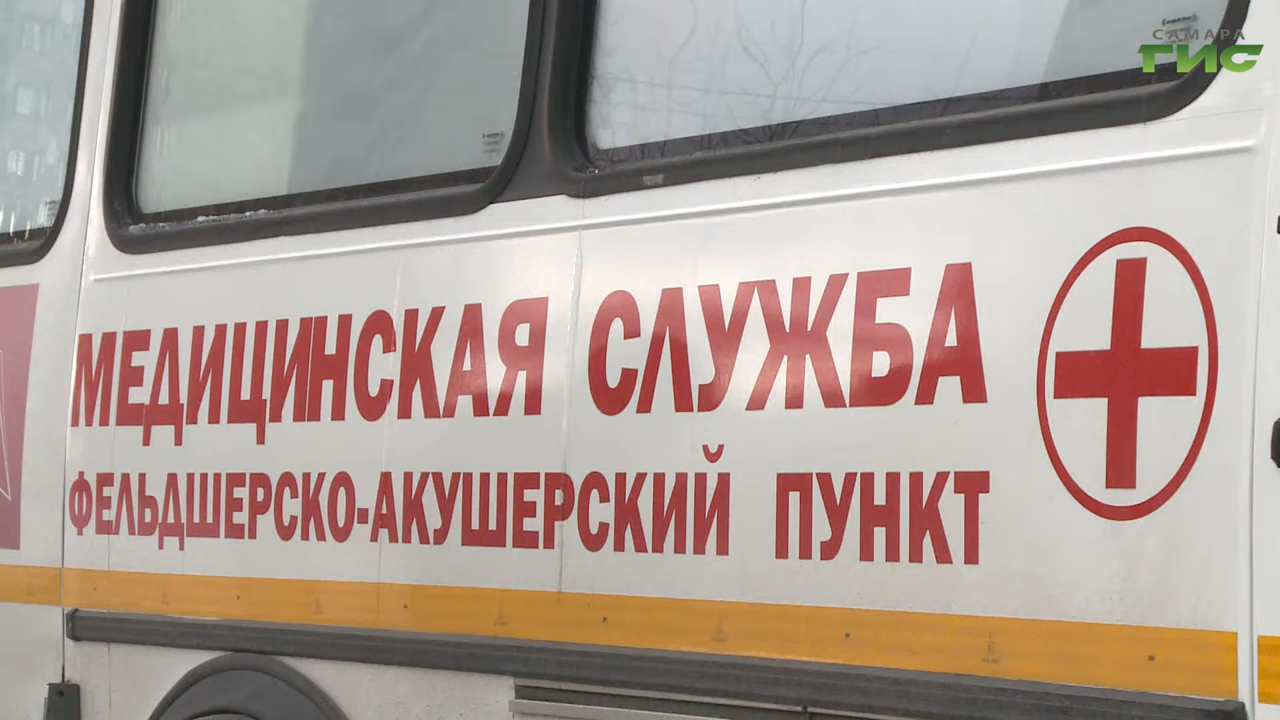 САМАРА
ГИС
МЕДИЦИНСКАЯ СЛУЖБА
ФЕЛЬДШЕРСКО-АКУШЕРСКИЙ ПУНКТ